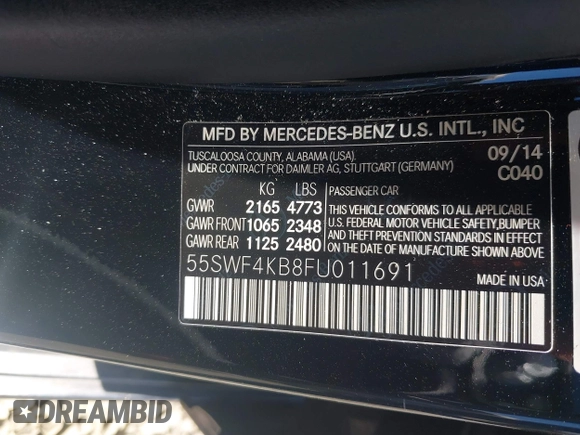 MFD BY MERCEDES-BENZ U.S. INTL., INC
TUSCALOOSA COUNTY, ALABAMA (USA). 09/14
UNDER CONTRACT FOR DAIMLER AG, STUTTGART (GERMANY) C040
KG LBS PASSENGER CAR
GVWR 2165 4773
GAWR FRONT 1065 2348
GAWR REAR 1125 2480
THIS VEHICLE CONFORMS TO ALL APPLICABLE
U.S. FEDERAL MOTOR VEHICLE SAFETY,BUMPER
AND THEFT PREVENTION STANDARDS IN EFFECT
ON THE DATE OF MANUFACTURE SHOWN ABOVE
55SWF4KB8FU011691
MADE IN USA
DREAMBID